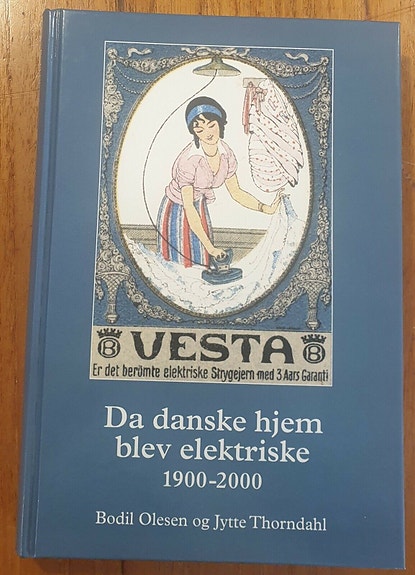 B VESTA B
Er det berømte elektriske Strygejern med 3 Aars Garanti
Da danske hjem
blev elektriske
1900-2000
Bodil Olesen og Jytte Thorndahl